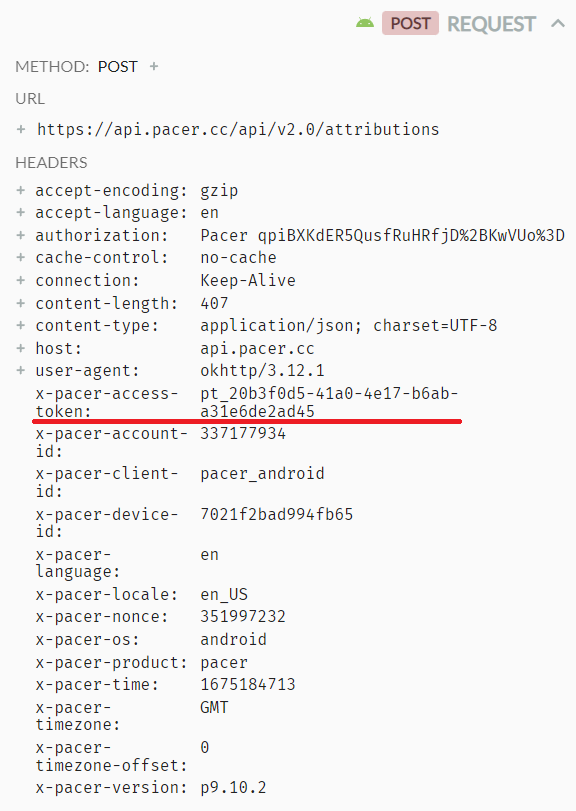 POST REQUEST
METHOD: POST +
URL
+ https://api.pacer.cc/api/v2.0/attributions
HEADERS
+ accept-encoding: gzip
+ accept-language: en
+ authorization: Pacer qpiBXKdER5QusfRuHRfjD%2BKwVUo%3D
+ cache-control: no-cache
+ connection: Keep-Alive
+ content-length: 407
+ content-type: application/json; charset=UTF-8
+ host: api.pacer.cc
+ user-agent: okhttp/3.12.1
x-pacer-access- pt_20b3f0d5-41a0-4e17-b6ab-
token: a31e6de2ad45
x-pacer-account- 337177934
id:
x-pacer-client- pacer_android
id:
x-pacer-device- 7021f2bad994fb65
id:
x-pacer- en
language:
x-pacer-locale: en_US
x-pacer-nonce: 351997232
x-pacer-os: android
x-pacer-product: pacer
x-pacer-time: 1675184713
x-pacer- GMT
timezone:
x-pacer- 0
timezone-offset:
x-pacer-version: p9.10.2